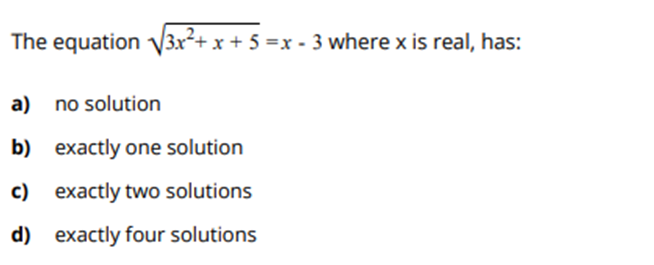 The equation √3x²+ x + 5 = x - 3 where x is real, has:
a) no solution
b) exactly one solution
c) exactly two solutions
d) exactly four solutions